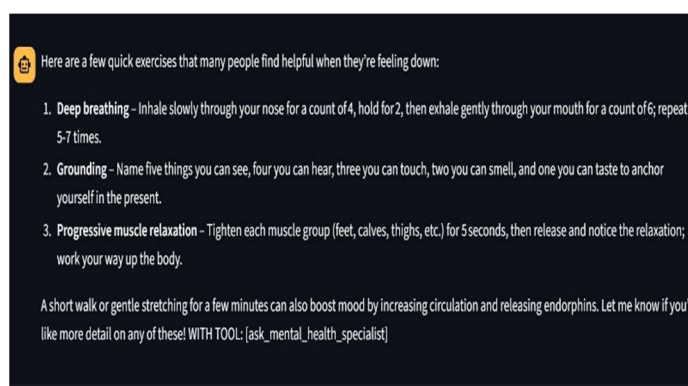 Here are a few quick exercises that many people find helpful when they're feeling down:
1. Deep breathing – Inhale slowly through your nose for a count of 4, hold for 2, then exhale gently through your mouth for a count of 6; repeat
5-7 times.
2. Grounding – Name five things you can see, four you can hear, three you can touch, two you can smell, and one you can taste to anchor
yourself in the present.
3. Progressive muscle relaxation – Tighten each muscle group (feet, calves, thighs, etc.) for 5 seconds, then release and notice the relaxation;
work your way up the body.
A short walk or gentle stretching for a few minutes can also boost mood by increasing circulation and releasing endorphins. Let me know if you'
like more detail on any of these! WITH TOOL: [ask_mental_health_specialist]